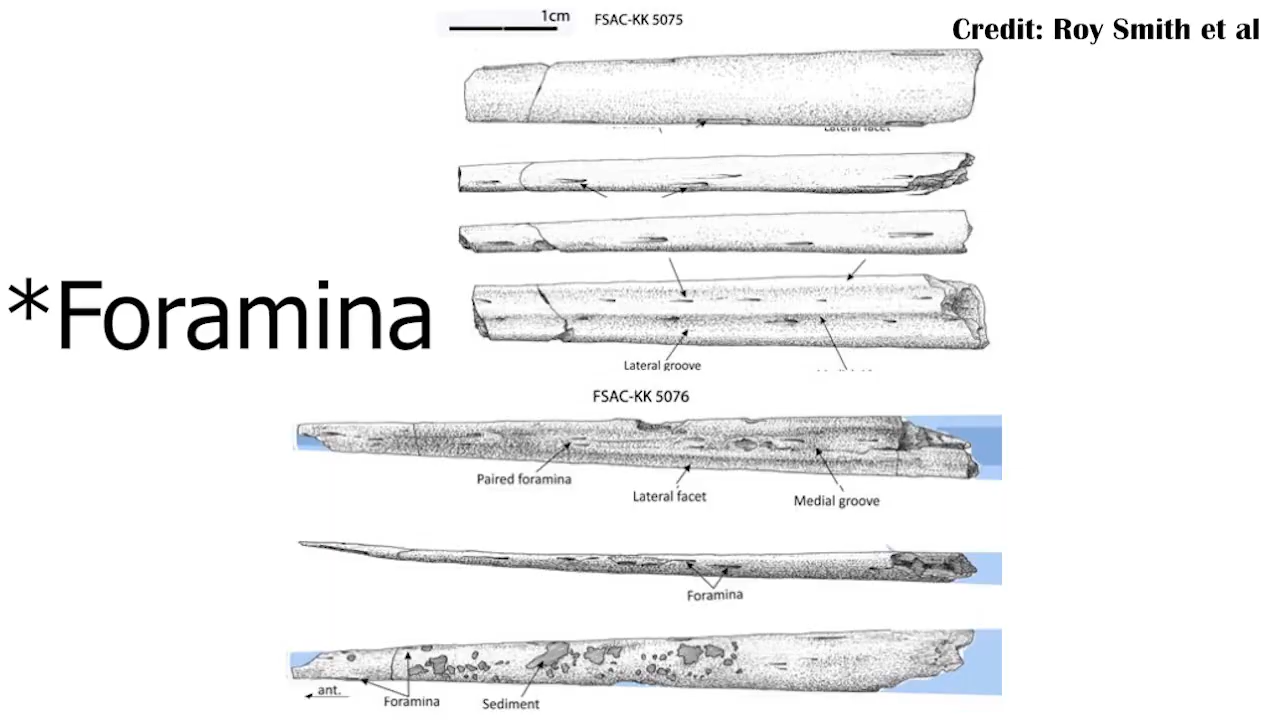 1cm
FSAC-KK 5075
Credit: Roy Smith et al
Lateral facet
*Foramina
Lateral groove
FSAC-KK 5076
Paired foramina
Lateral facet
Medial groove
Foramina
ant.
Foramina
Sediment